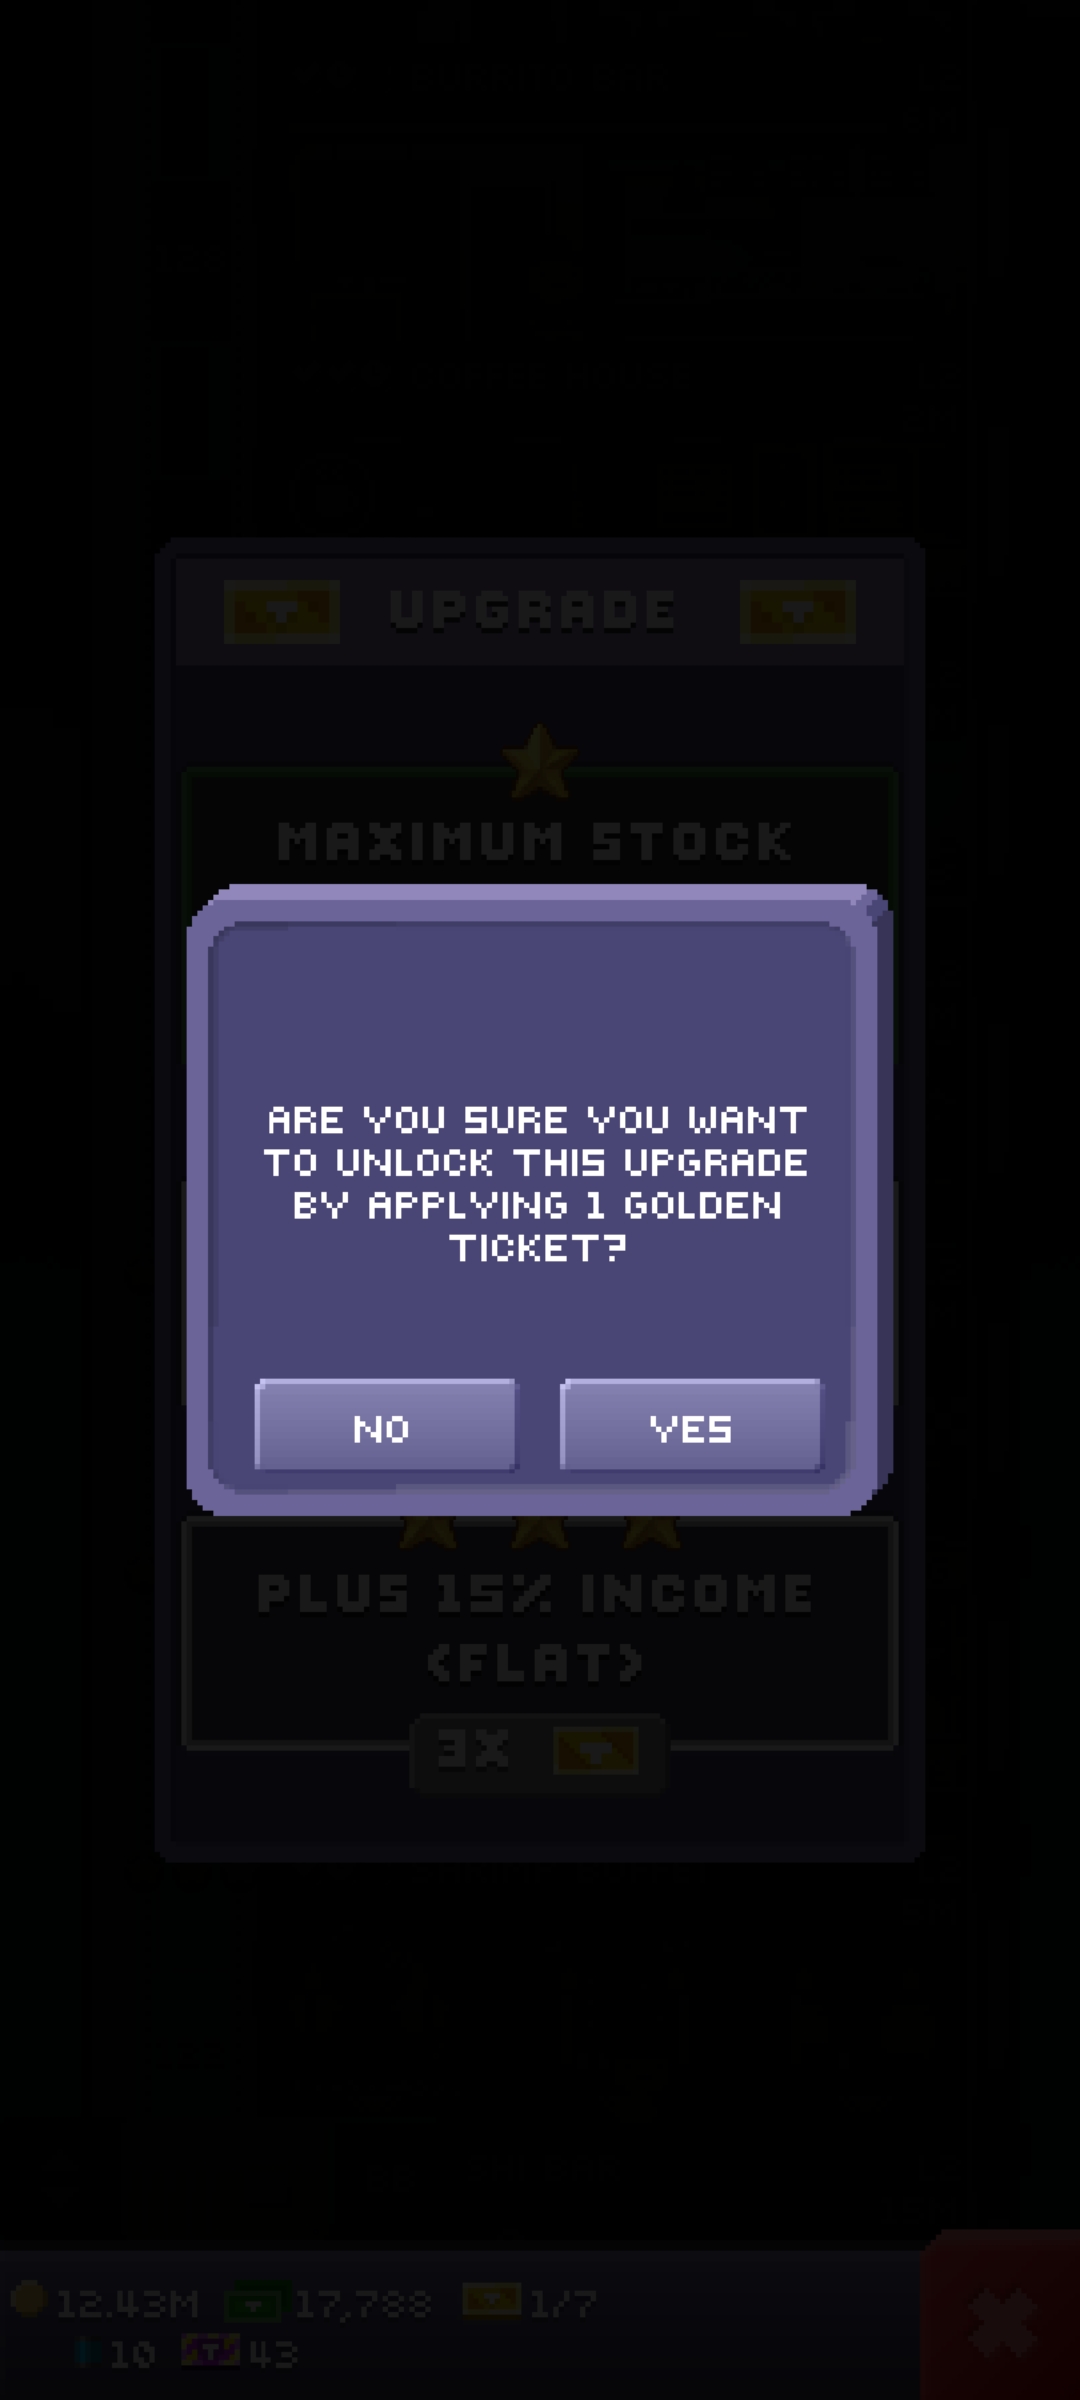 UPGRADE
MAXIMUM STOCK
ARE YOU SURE YOU WANT
TO UNLOCK THIS UPGRADE
BY APPLYING 1 GOLDEN
TICKET?
NO YES
PLUS 15% INCOME
(FLAT)
3X
12.43M 17,788 1/7
10 43